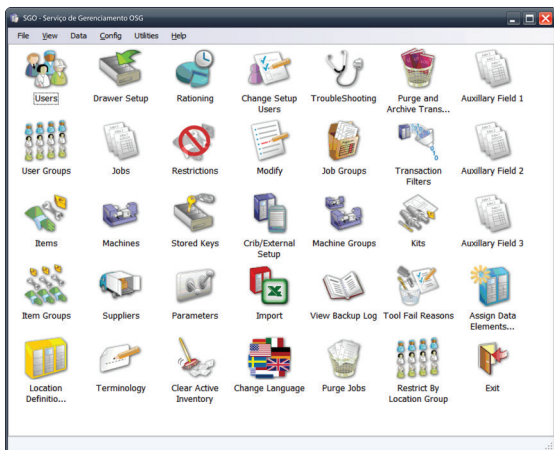 SGO - Serviço de Gerenciamento OSG
File View Data Config Utilities Help
Users Drawer Setup Rationing Change Setup Users TroubleShooting Purge and Archive Trans... Auxillary Field 1
User Groups Jobs Restrictions Modify Job Groups Transaction Filters Auxillary Field 2
Items Machines Stored Keys Crib/External Setup Machine Groups Kits Auxillary Field 3
Item Groups Suppliers Parameters Import View Backup Log Tool Fail Reasons Assign Data Elements...
Location Definitio... Terminology Clear Active Inventory Change Language Purge Jobs Restrict By Location Group Exit